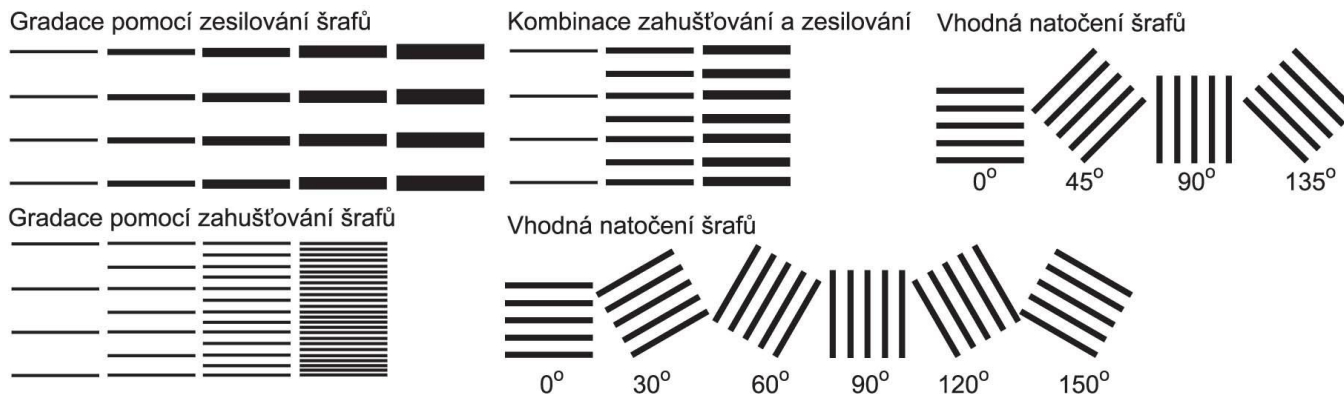 Gradace pomocí zesilování šrafů
Kombinace zahušťování a zesilování
Vhodná natočení šrafů
0°
45°
90°
135°
Gradace pomocí zahušťování šrafů
Vhodná natočení šrafů
0°
30°
60°
90°
120°
150°